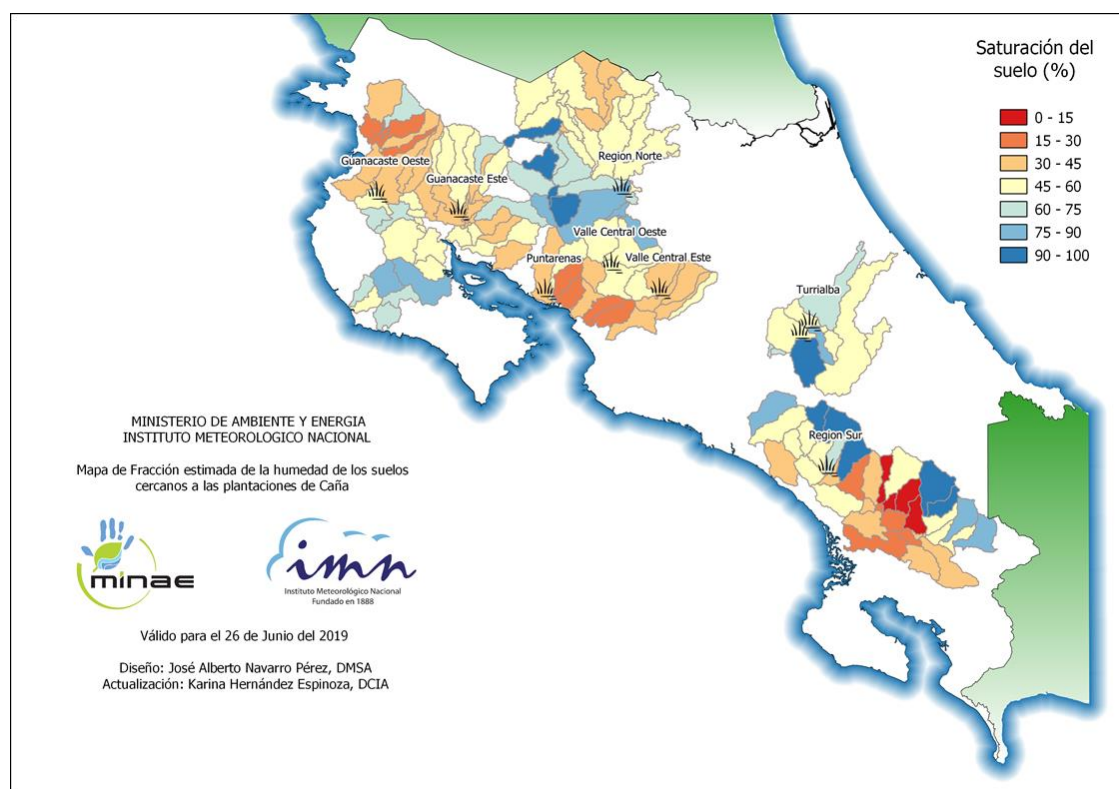 Saturación del
suelo (%)
0 - 15
15 - 30
30 - 45
45 - 60
60 - 75
75 - 90
90 - 100
Guanacaste Oeste
Guanacaste Este
Region Norte
Valle Central Oeste
Puntarenas
Valle Central Este
Turrialba
Region Sur
MINISTERIO DE AMBIENTE Y ENERGIA
INSTITUTO METEOROLOGICO NACIONAL
Mapa de Fracción estimada de la humedad de los suelos
cercanos a las plantaciones de Caña
minae
imn
Instituto Meteorológico Nacional
Fundado en 1888
Válido para el 26 de Junio del 2019
Diseño: José Alberto Navarro Pérez, DMSA
Actualización: Karina Hernández Espinoza, DCIA